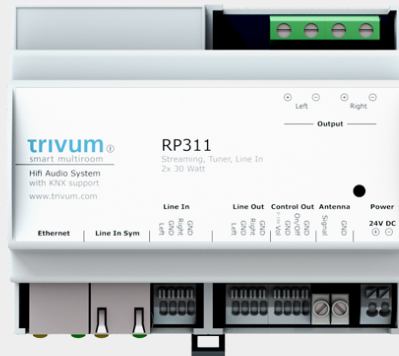 Left
Right
Output
trivum®
smart multiroom
Hifi Audio System
with KNX support
www.trivum.com
RP311
Streaming, Tuner, Line In
2x 30 Watt
Line In
Line Out
Control Out
Antenna
Power
24V DC
Ethernet
Line In Sym
Left
GND
Right
GND
Left
GND
Right
GND
Vol
GND
On/Off
GND
Signal
GND